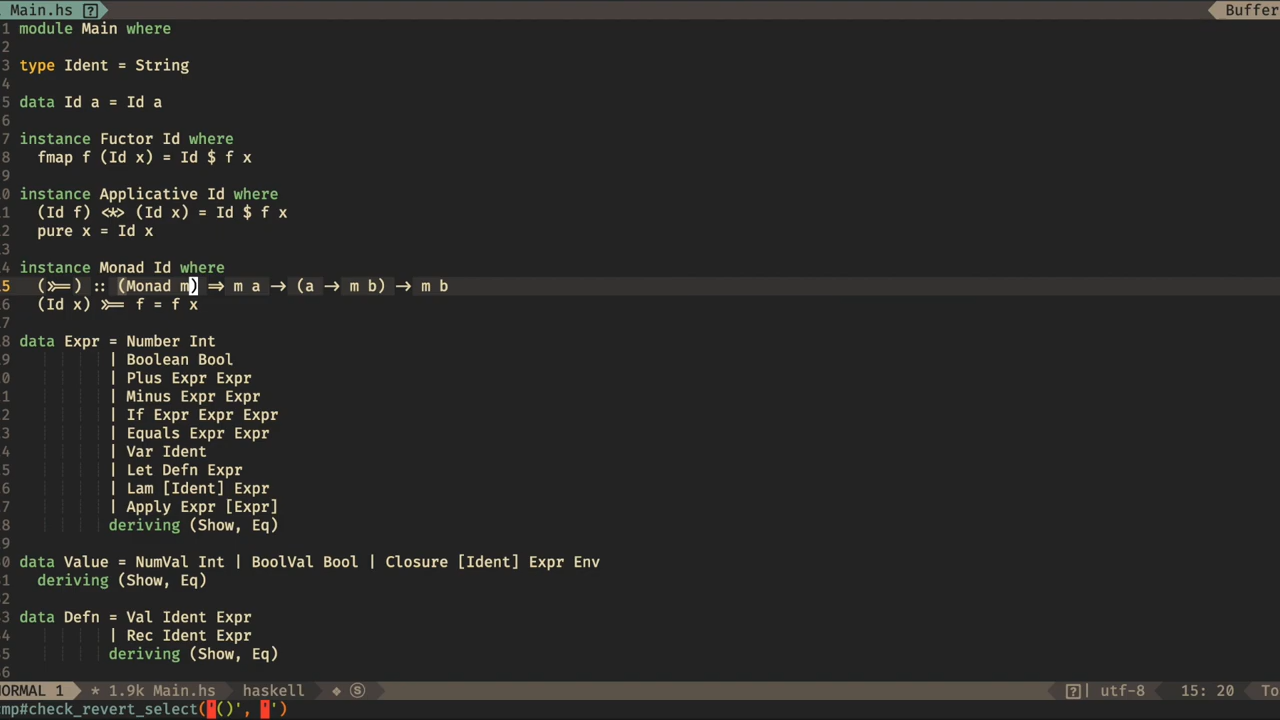 Main.hs [?] Buffer
1 module Main where
2
3 type Ident = String
4
5 data Id a = Id a
6
7 instance Fuctor Id where
8 fmap f (Id x) = Id $ f x
9
0 instance Applicative Id where
1 (Id f) <*> (Id x) = Id $ f x
2 pure x = Id x
3
4 instance Monad Id where
5 (>>=) :: (Monad m) => m a -> (a -> m b) -> m b
6 (Id x) >>= f = f x
7
8 data Expr = Number Int
9 | Boolean Bool
0 | Plus Expr Expr
1 | Minus Expr Expr
2 | If Expr Expr Expr
3 | Equals Expr Expr
4 | Var Ident
5 | Let Defn Expr
6 | Lam [Ident] Expr
7 | Apply Expr [Expr]
8 deriving (Show, Eq)
9
0 data Value = NumVal Int | BoolVal Bool | Closure [Ident] Expr Env
1 deriving (Show, Eq)
2
3 data Defn = Val Ident Expr
4 | Rec Ident Expr
5 deriving (Show, Eq)
6
NORMAL 1 * 1.9k Main.hs haskell ❖ Ⓢ [?]| utf-8 15: 20 To
mp#check_revert_select('()', '')